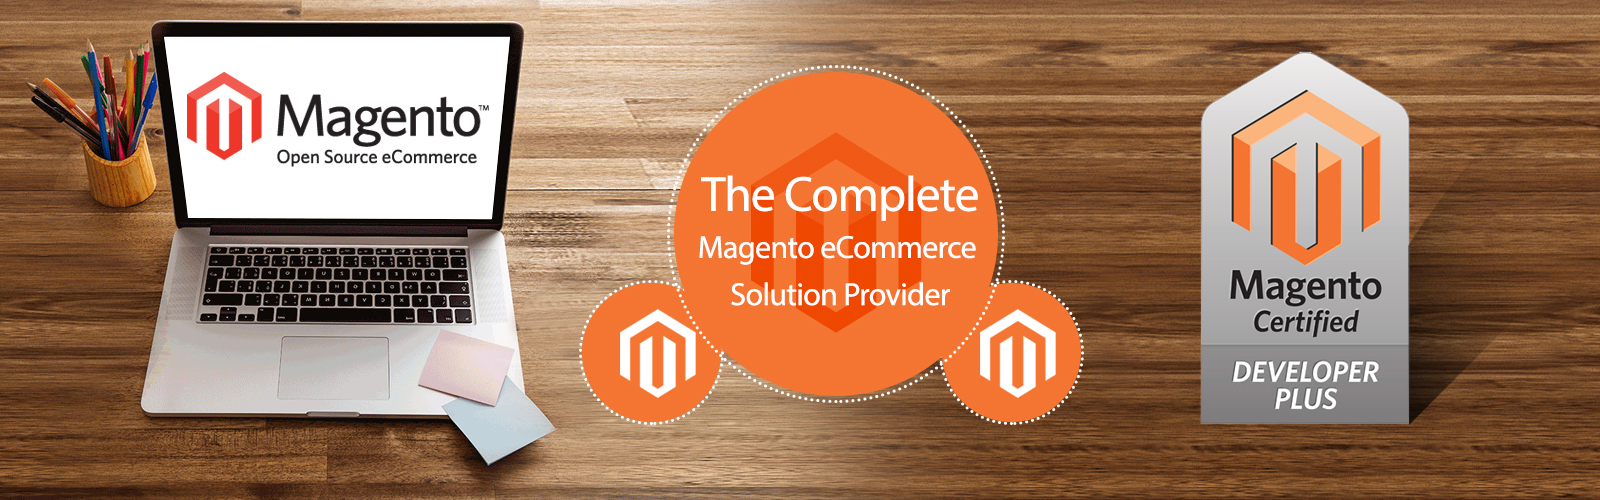 Magento™
Open Source eCommerce
The Complete
Magento eCommerce
Solution Provider
Magento
Certified
DEVELOPER
PLUS